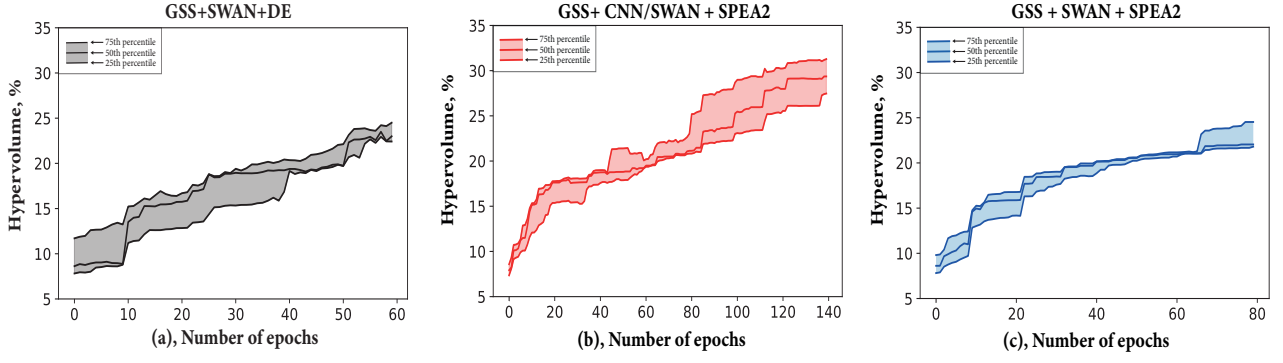 GSS+SWAN+DE
35
30
25
20
15
10
5
Hypervolume, %
← 75th percentile
← 50th percentile
← 25th percentile
0 10 20 30 40 50 60
(a), Number of epochs
GSS+ CNN/SWAN + SPEA2
35
30
25
20
15
10
5
Hypervolume, %
← 75th percentile
← 50th percentile
← 25th percentile
0 20 40 60 80 100 120 140
(b), Number of epochs
GSS + SWAN + SPEA2
35
30
25
20
15
10
5
Hypervolume, %
← 75th percentile
← 50th percentile
← 25th percentile
0 20 40 60 80
(c), Number of epochs